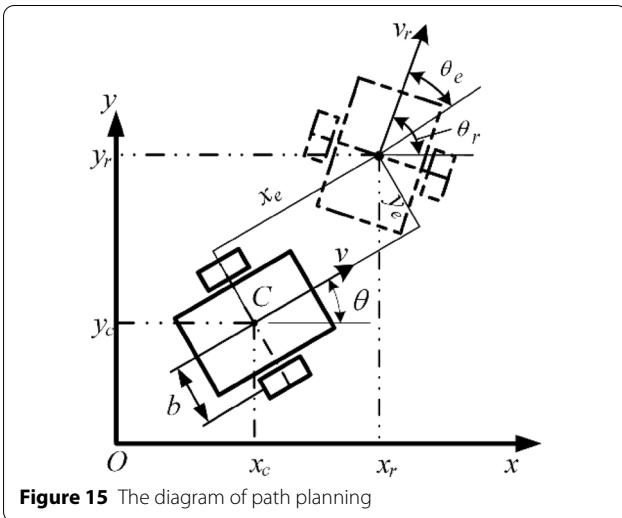 v_r
θ_e
y
θ_r
y_r
x_e
y_e
v
C
θ
y_c
b
O
x_c
x_r
x
Figure 15 The diagram of path planning